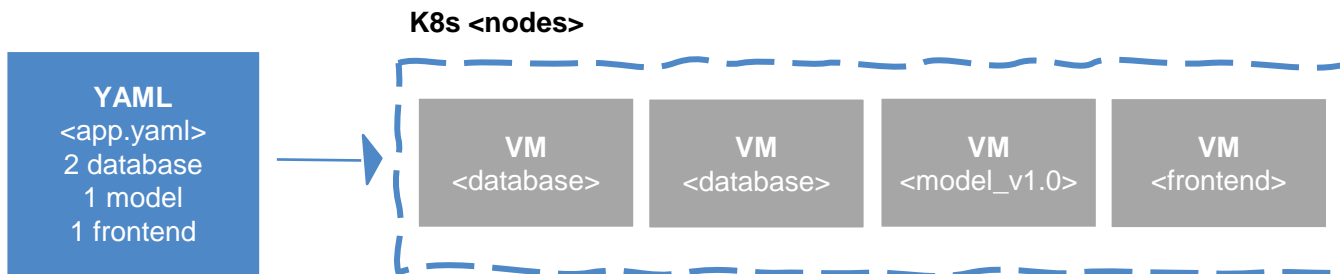 K8s <nodes>
YAML
<app.yaml>
2 database
1 model
1 frontend
VM
<database>
VM
<database>
VM
<model_v1.0>
VM
<frontend>